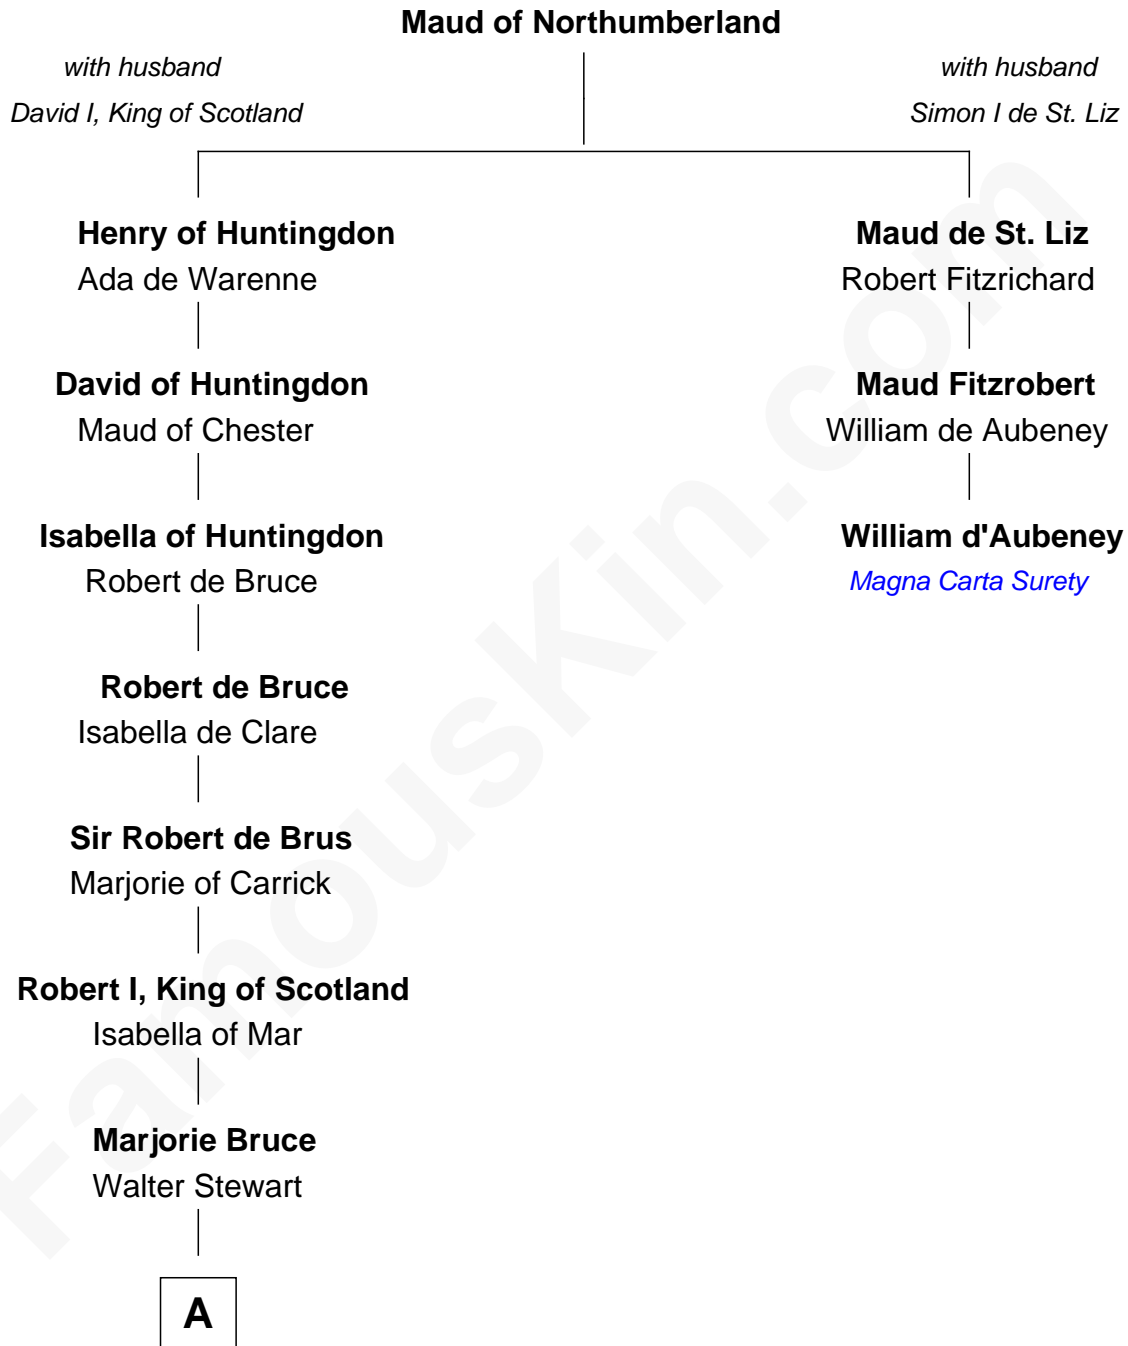 Maud of Northumberland
with husband
David I, King of Scotland
with husband
Simon I de St. Liz
Henry of Huntingdon
Ada de Warenne
Maud de St. Liz
Robert Fitzrichard
David of Huntingdon
Maud of Chester
Maud Fitzrobert
William de Aubeney
Isabella of Huntingdon
Robert de Bruce
William d'Aubeney
Magna Carta Surety
Robert de Bruce
Isabella de Clare
Sir Robert de Brus
Marjorie of Carrick
Robert I, King of Scotland
Isabella of Mar
Marjorie Bruce
Walter Stewart
A
FamousKin.com